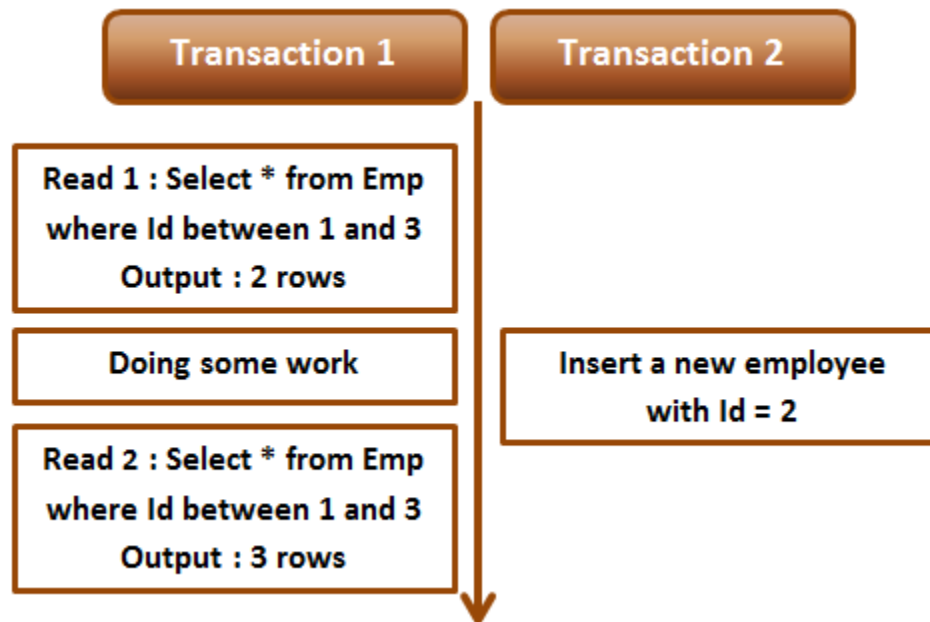 Transaction 1
Transaction 2
Read 1 : Select * from Emp
where Id between 1 and 3
Output : 2 rows
Doing some work
Insert a new employee
with Id = 2
Read 2 : Select * from Emp
where Id between 1 and 3
Output : 3 rows